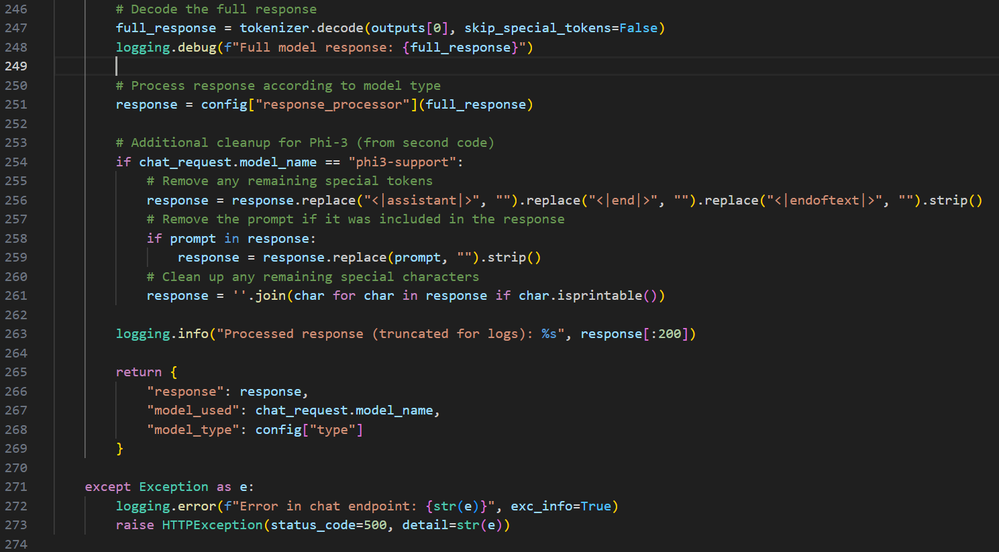 246 # Decode the full response
247 full_response = tokenizer.decode(outputs[0], skip_special_tokens=False)
248 logging.debug(f"Full model response: {full_response}")
249
250 # Process response according to model type
251 response = config["response_processor"](full_response)
252
253 # Additional cleanup for Phi-3 (from second code)
254 if chat_request.model_name == "phi3-support":
255 # Remove any remaining special tokens
256 response = response.replace("<|assistant|>", "").replace("<|end|>", "").replace("<|endoftext|>", "").strip()
257 # Remove the prompt if it was included in the response
258 if prompt in response:
259 response = response.replace(prompt, "").strip()
260 # Clean up any remaining special characters
261 response = ''.join(char for char in response if char.isprintable())
262
263 logging.info("Processed response (truncated for logs): %s", response[:200])
264
265 return {
266 "response": response,
267 "model_used": chat_request.model_name,
268 "model_type": config["type"]
269 }
270
271 except Exception as e:
272 logging.error(f"Error in chat endpoint: {str(e)}", exc_info=True)
273 raise HTTPException(status_code=500, detail=str(e))
274